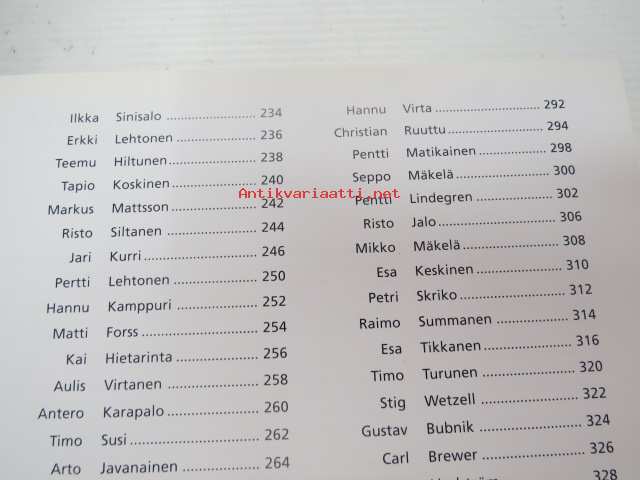 Ilkka Sinisalo 234
Erkki Lehtonen 236
Teemu Hiltunen 238
Tapio Koskinen 240
Markus Mattsson 242
Risto Siltanen 244
Jari Kurri 246
Pertti Lehtonen 250
Hannu Kamppuri 252
Matti Forss 254
Kai Hietarinta 256
Aulis Virtanen 258
Antero Karapalo 260
Timo Susi 262
Arto Javanainen 264
Hannu Virta 292
Christian Ruuttu 294
Pentti Matikainen 298
Seppo Mäkelä 300
Antikvariaatti.net
Pentti Lindegren 302
Risto Jalo 306
Mikko Mäkelä 308
Esa Keskinen 310
Petri Skriko 312
Raimo Summanen 314
Esa Tikkanen 316
Timo Turunen 320
Stig Wetzell 322
Gustav Bubnik 324
Carl Brewer 326
328